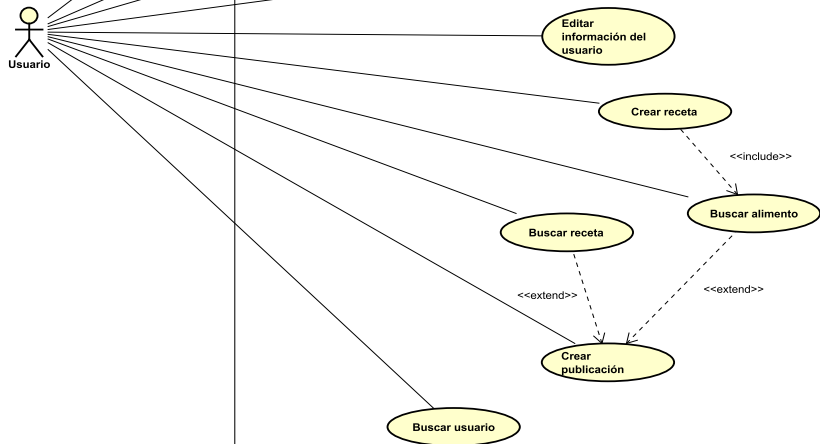 Editar
información del
usuario
Usuario
Crear receta
<<include>>
Buscar alimento
Buscar receta
<<extend>>
<<extend>>
Crear
publicación
Buscar usuario